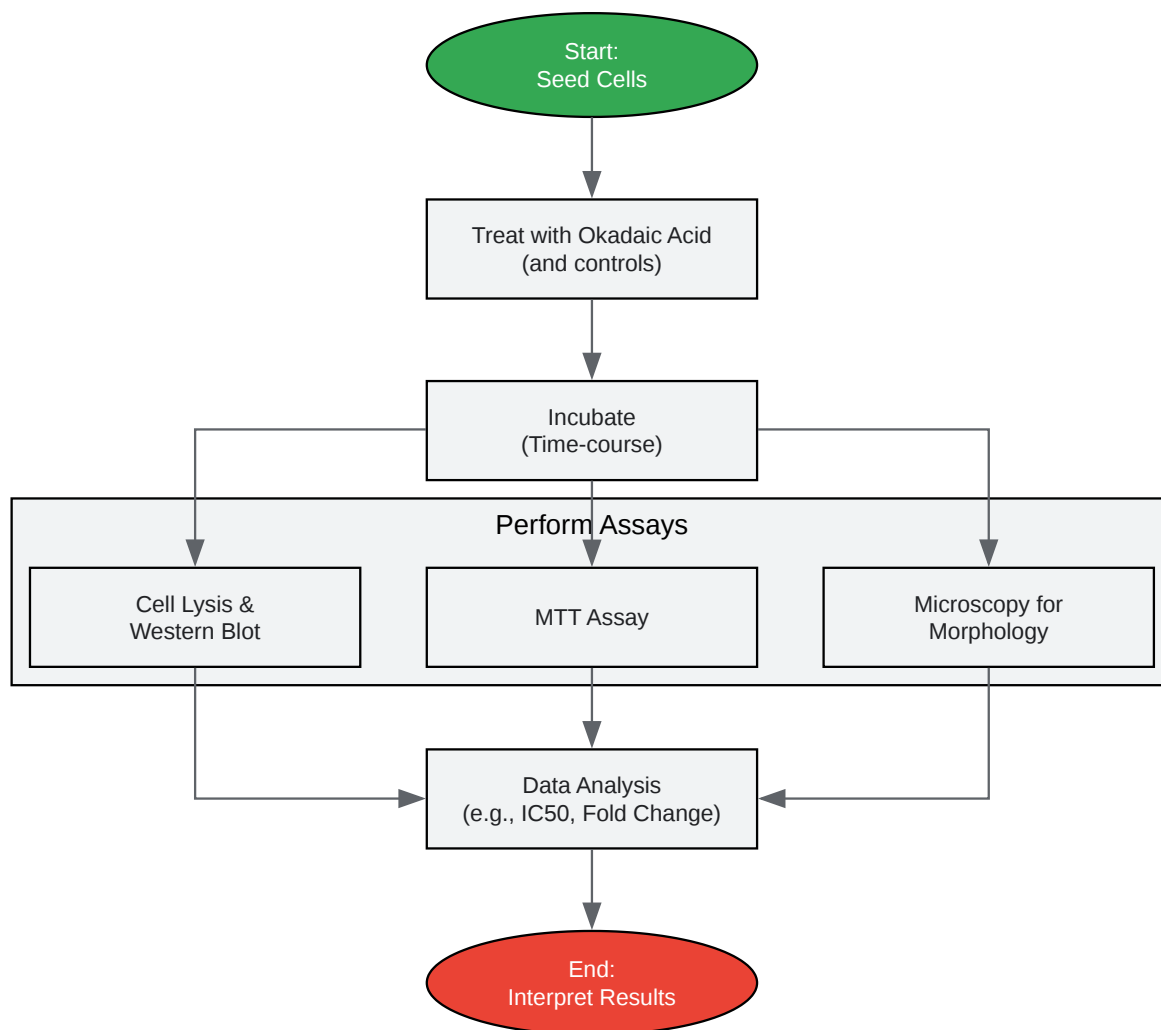 Start:
Seed Cells
Treat with Okadaic Acid
(and controls)
Incubate
(Time-course)
Perform Assays
Cell Lysis &
Western Blot
MTT Assay
Microscopy for
Morphology
Data Analysis
(e.g., IC50, Fold Change)
End:
Interpret Results